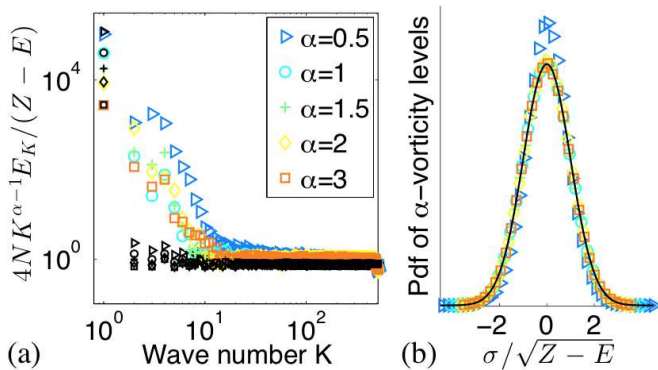 4NK^{α−1}E_K/(Z − E)
10^4
10^0
α=0.5
α=1
α=1.5
α=2
α=3
10^0 10^1 10^2
(a) Wave number K
Pdf of α-vorticity levels
−2 0 2
(b) σ/√(Z − E)